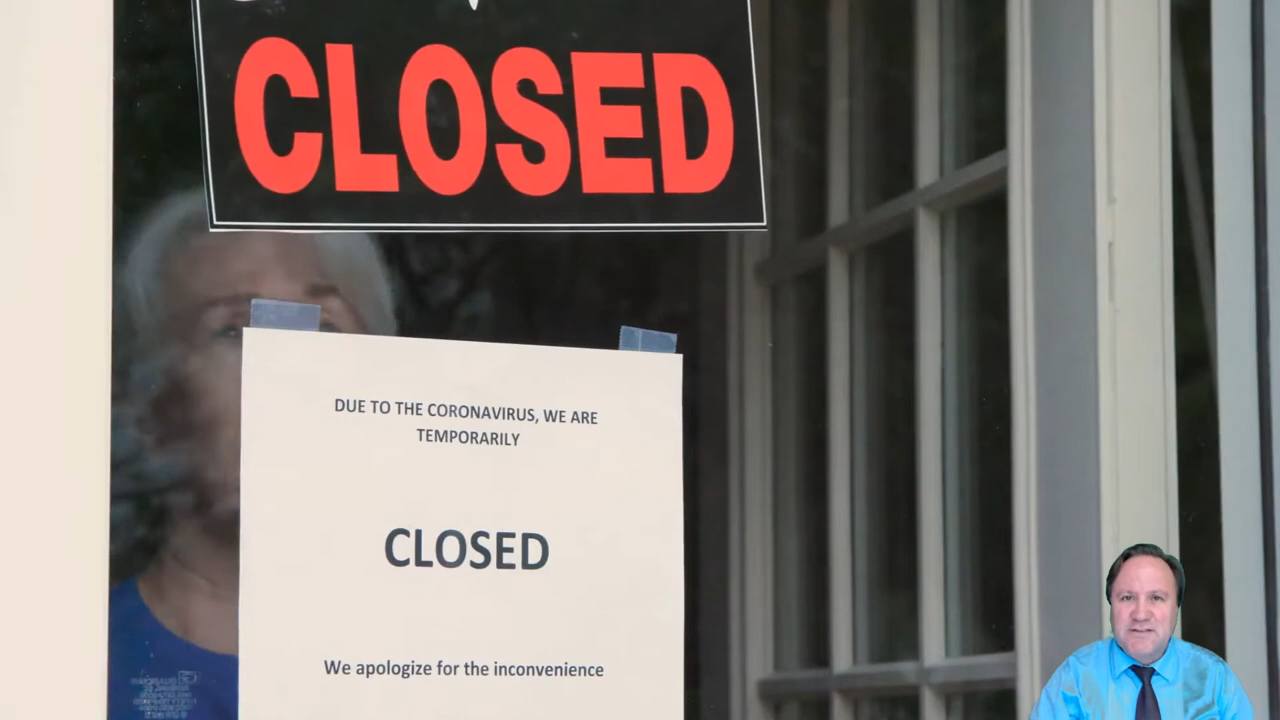 CLOSED
DUE TO THE CORONAVIRUS, WE ARE
TEMPORARILY
CLOSED
We apologize for the inconvenience